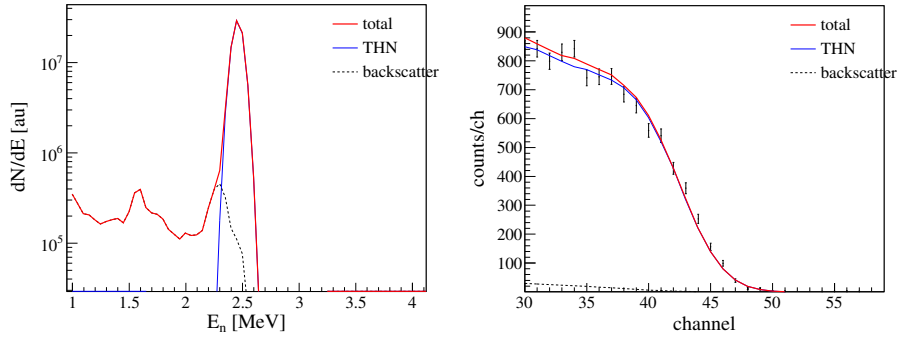 dN/dE [au]
10^7
10^6
10^5
total
THN
backscatter
1 1.5 2 2.5 3 3.5 4
E_n [MeV]
counts/ch
900
800
700
600
500
400
300
200
100
0
total
THN
backscatter
30 35 40 45 50 55
channel